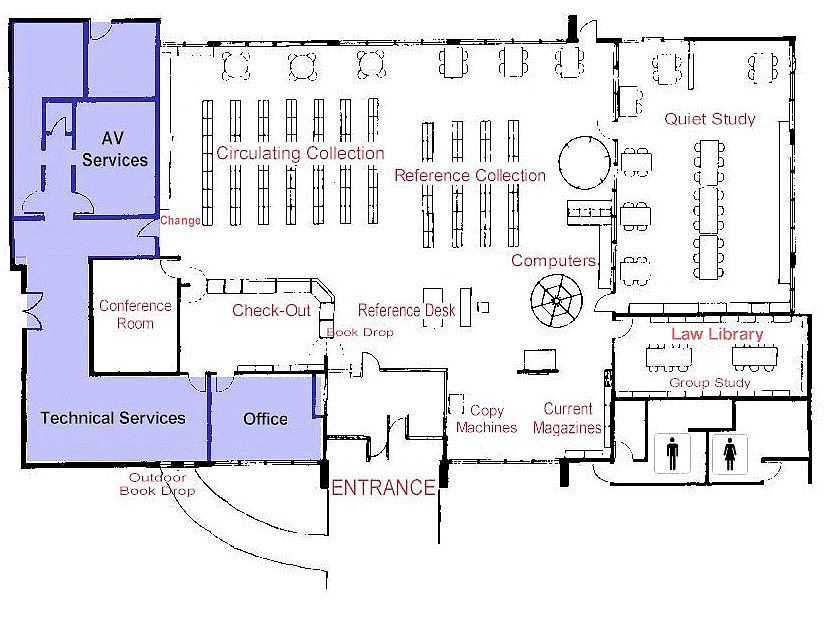 AV
Services
Circulating Collection
Reference Collection
Quiet Study
Change
Computers
Conference
Room
Check-Out
Reference Desk
Book Drop
Law Library
Group Study
Technical Services
Office
Copy
Machines
Current
Magazines
Outdoor
Book Drop
ENTRANCE